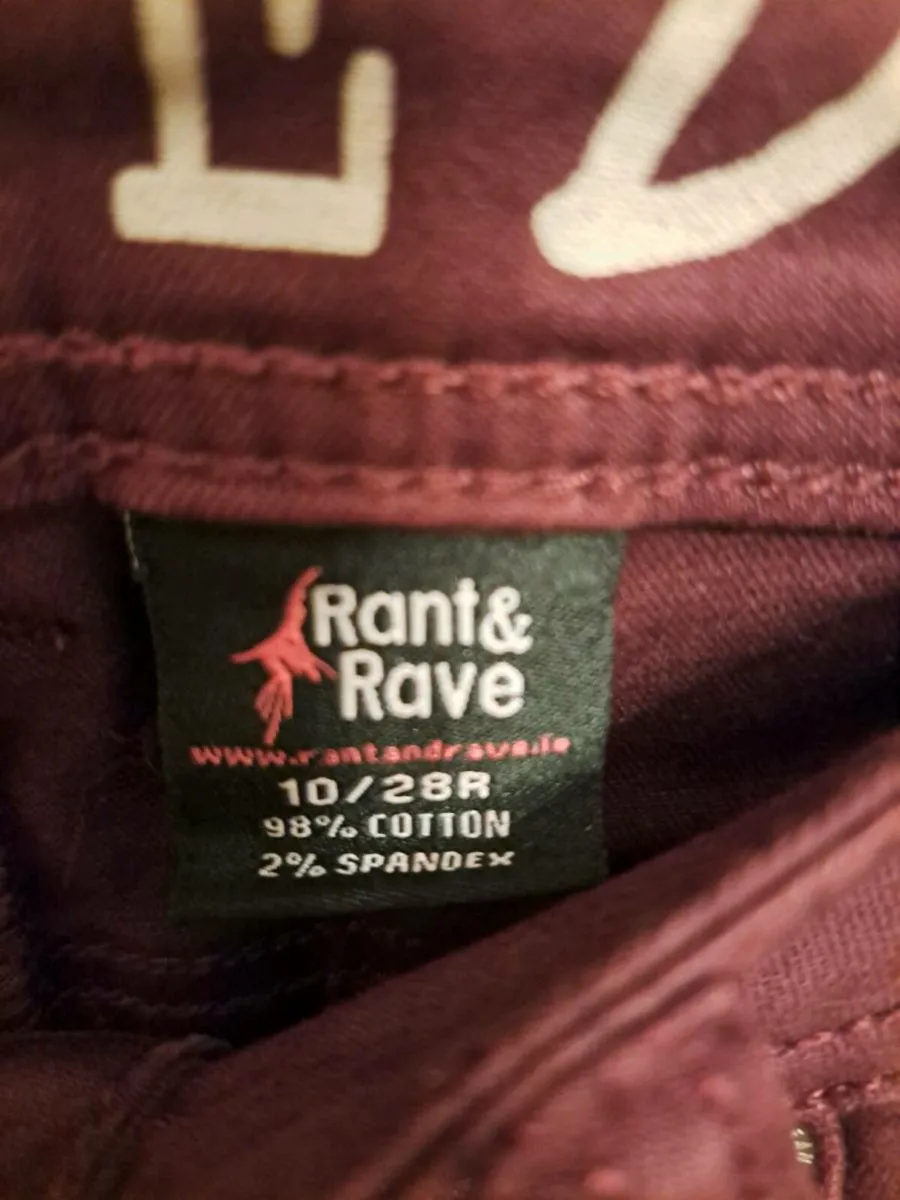 Rant&
Rave
www.rantandrave.ie
10/28R
98% COTTON
2% SPANDEX